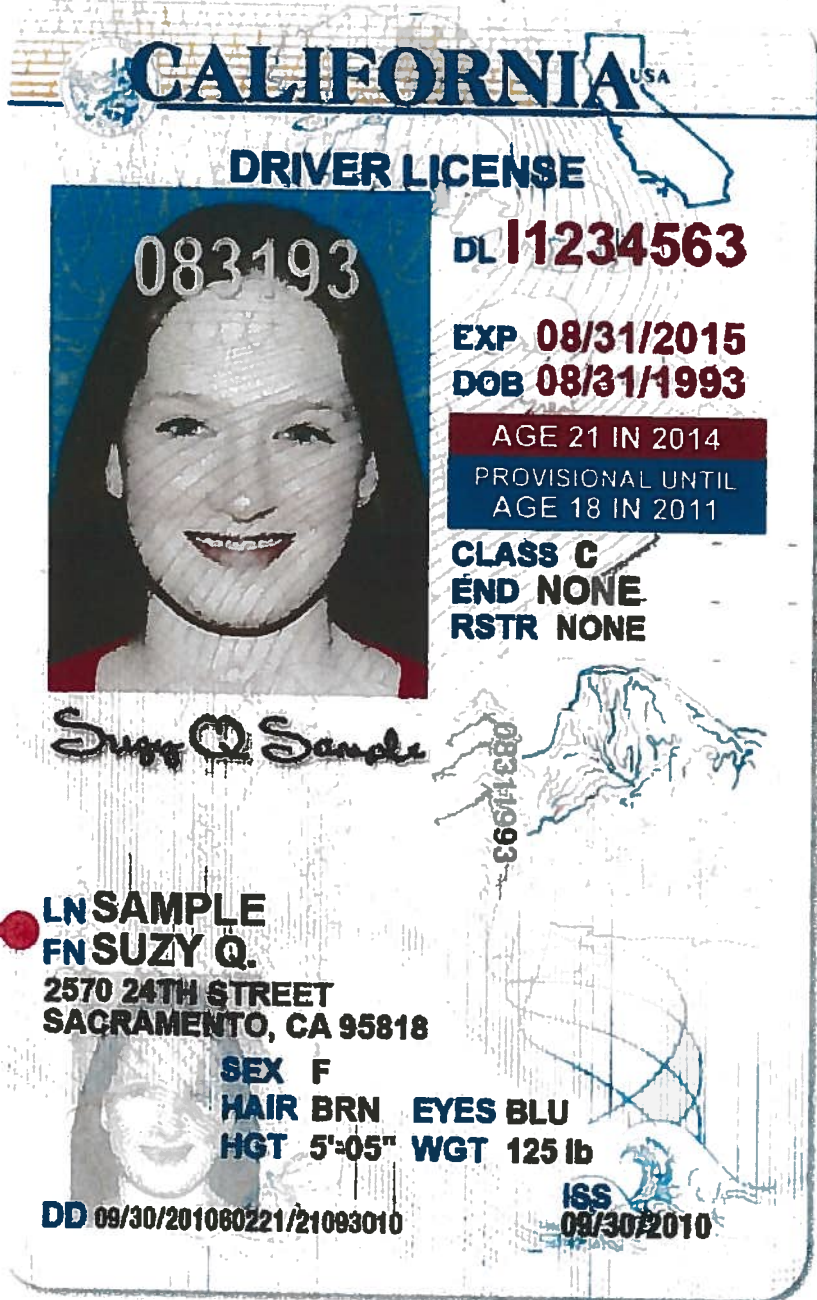 CALIFORNIA USA
DRIVER LICENSE
083193
DL I1234563
EXP 08/31/2015
DOB 08/31/1993
AGE 21 IN 2014
PROVISIONAL UNTIL
AGE 18 IN 2011
CLASS C
END NONE
RSTR NONE
Suzy Q Sample
08311993
LN SAMPLE
FN SUZY Q.
2570 24TH STREET
SACRAMENTO, CA 95818
SEX F
HAIR BRN EYES BLU
HGT 5'-05" WGT 125 lb
ISS
DD 09/30/201060221/21093010 09/30/2010